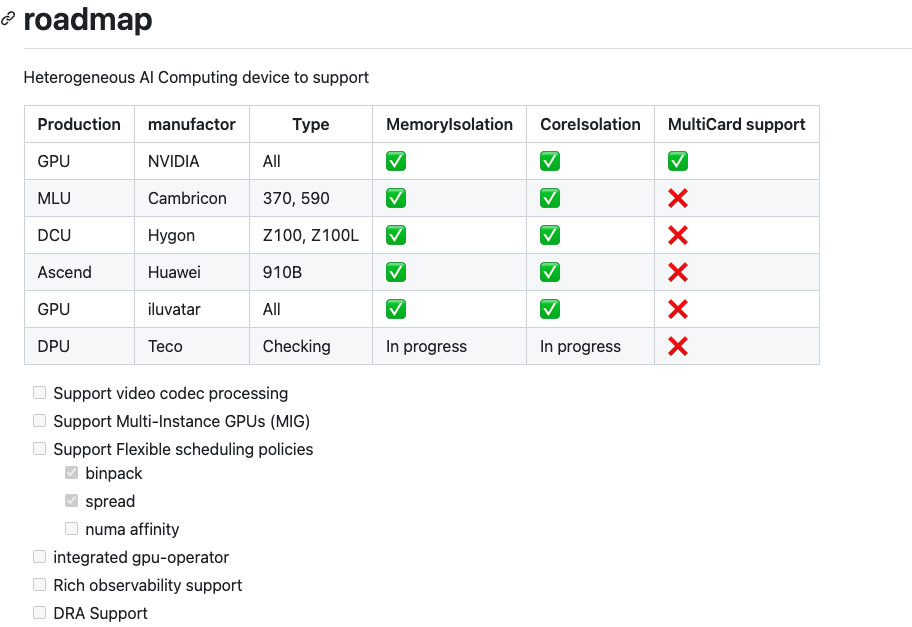 roadmap
Heterogeneous AI Computing device to support
Production manufactor Type MemoryIsolation CoreIsolation MultiCard support
GPU NVIDIA All ✅ ✅ ✅
MLU Cambricon 370, 590 ✅ ✅ ❌
DCU Hygon Z100, Z100L ✅ ✅ ❌
Ascend Huawei 910B ✅ ✅ ❌
GPU iluvatar All ✅ ✅ ❌
DPU Teco Checking In progress In progress ❌
Support video codec processing
Support Multi-Instance GPUs (MIG)
Support Flexible scheduling policies
binpack
spread
numa affinity
integrated gpu-operator
Rich observability support
DRA Support